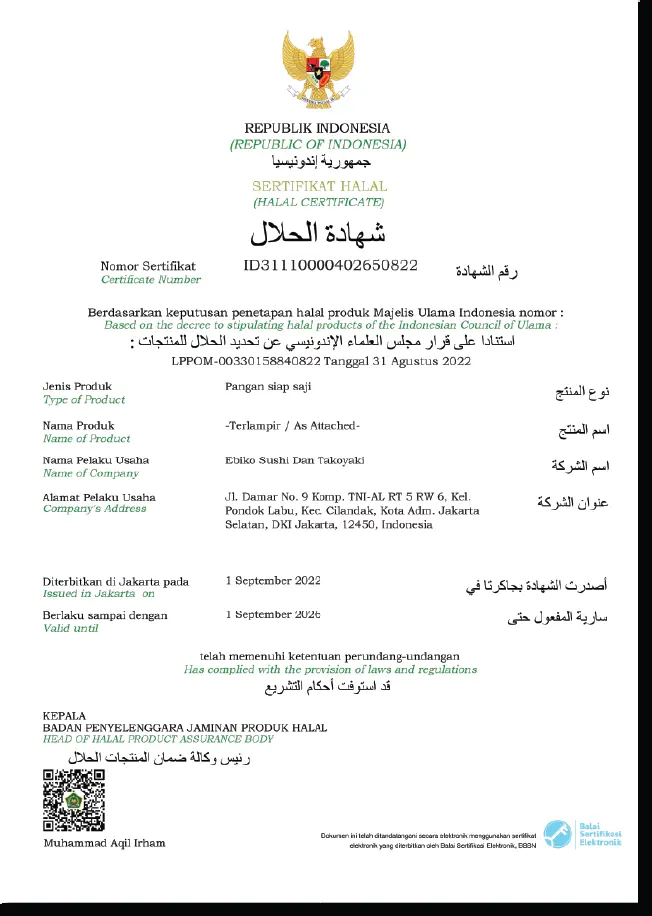 REPUBLIK INDONESIA
(REPUBLIC OF INDONESIA)
جمهورية إندونيسيا
SERTIFIKAT HALAL
(HALAL CERTIFICATE)
شهادة الحلال
Nomor Sertifikat ID31110000402650822 رقم الشهادة
Certificate Number
Berdasarkan keputusan penetapan halal produk Majelis Ulama Indonesia nomor :
Based on the decree to stipulating halal products of the Indonesian Council of Ulama :
استنادا على قرار مجلس العلماء الإندونيسي عن تحديد الحلال للمنتجات :
LPPOM-00330158840822 Tanggal 31 Agustus 2022
Jenis Produk Pangan siap saji نوع المنتج
Type of Product
Nama Produk -Terlampir / As Attached- اسم المنتج
Name of Product
Nama Pelaku Usaha Ebiko Sushi Dan Takoyaki اسم الشركة
Name of Company
Alamat Pelaku Usaha Jl. Damar No. 9 Komp. TNI-AL RT 5 RW 6, Kel. عنوان الشركة
Company's Address Pondok Labu, Kec. Cilandak, Kota Adm. Jakarta
Selatan, DKI Jakarta, 12450, Indonesia
Diterbitkan di Jakarta pada 1 September 2022 أصدرت الشهادة بجاكرتا في
Issued in Jakarta on
Berlaku sampai dengan 1 September 2026 سارية المفعول حتى
Valid until
telah memenuhi ketentuan perundang-undangan
Has complied with the provision of laws and regulations
قد استوفت أحكام التشريع
KEPALA
BADAN PENYELENGGARA JAMINAN PRODUK HALAL
HEAD OF HALAL PRODUCT ASSURANCE BODY
رئيس وكالة ضمان المنتجات الحلال
Muhammad Aqil Irham
Dokumen ini telah ditandatangani secara elektronik menggunakan sertifikat
elektronik yang diterbitkan oleh Balai Sertifikasi Elektronik, BSSN
Balai
Sertifikasi
Elektronik